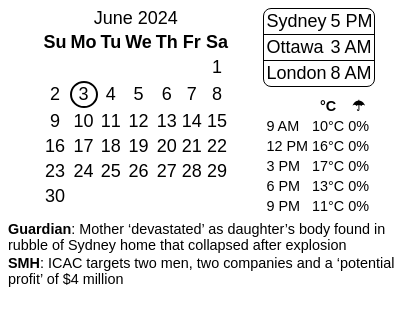 June 2024
Su Mo Tu We Th Fr Sa
1
2 3 4 5 6 7 8
9 10 11 12 13 14 15
16 17 18 19 20 21 22
23 24 25 26 27 28 29
30
Sydney 5 PM
Ottawa 3 AM
London 8 AM
°C ☂
9 AM 10°C 0%
12 PM 16°C 0%
3 PM 17°C 0%
6 PM 13°C 0%
9 PM 11°C 0%
Guardian: Mother ‘devastated’ as daughter’s body found in
rubble of Sydney home that collapsed after explosion
SMH: ICAC targets two men, two companies and a ‘potential
profit’ of $4 million